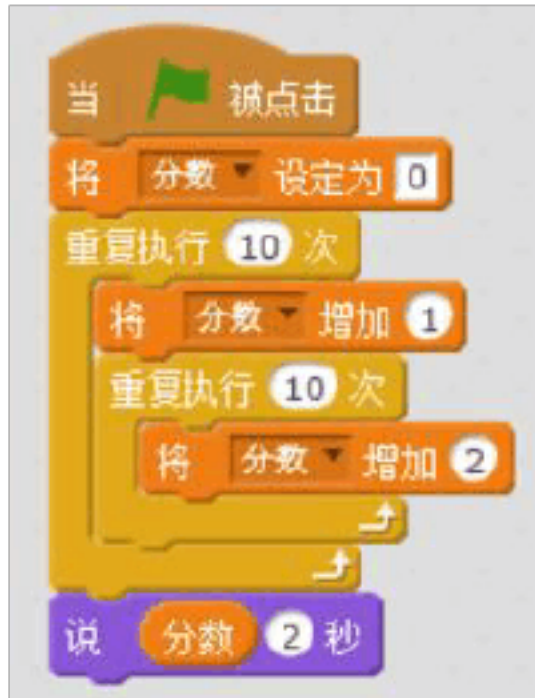 当 被点击
将 分数 设定为 0
重复执行 10 次
将 分数 增加 1
重复执行 10 次
将 分数 增加 2
说 分数 2 秒